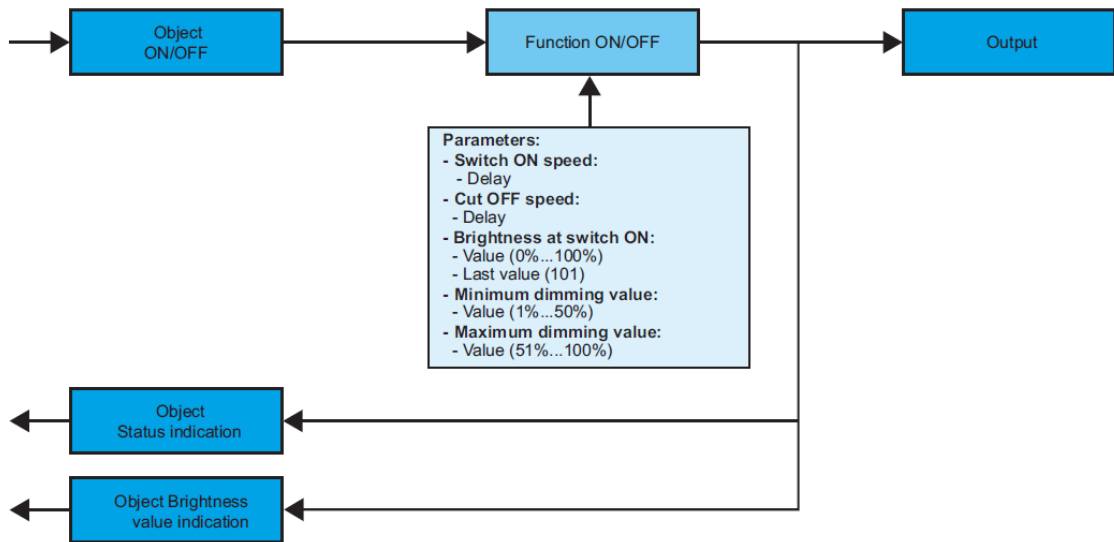 Object
ON/OFF
Function ON/OFF
Output
Parameters:
- Switch ON speed:
- Delay
- Cut OFF speed:
- Delay
- Brightness at switch ON:
- Value (0%...100%)
- Last value (101)
- Minimum dimming value:
- Value (1%...50%)
- Maximum dimming value:
- Value (51%...100%)
Object
Status indication
Object Brightness
value indication